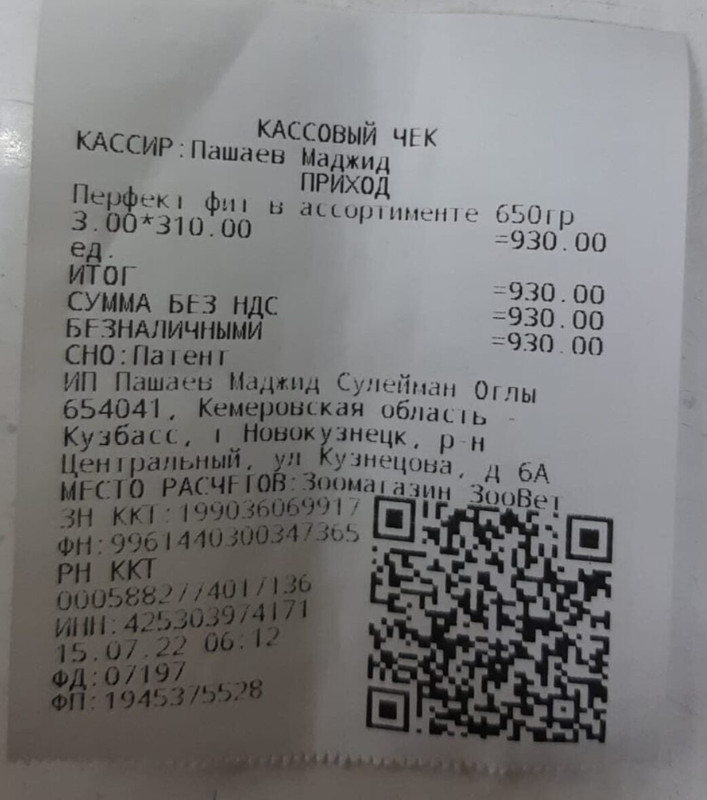 КАССОВЫЙ ЧЕК
КАССИР:Пашаев Маджид
ПРИХОД
Перфект фит в ассортименте 650гр
3.00*310.00 =930.00
ед.
ИТОГ =930.00
СУММА БЕЗ НДС =930.00
БЕЗНАЛИЧНЫМИ =930.00
СНО:Патент
ИП Пашаев Маджид Сулейман Оглы
654041, Кемеровская область -
Кузбасс, г Новокузнецк, р-н
Центральный, ул Кузнецова, д 6А
МЕСТО РАСЧЕТОВ:Зоомагазин ЗооВет
ЗН ККТ:199036069917
ФН:9961440300347365
РН ККТ
0005882774017136
ИНН:425303974171
15.07.22 06:12
ФД:07197
ФП:1945375528